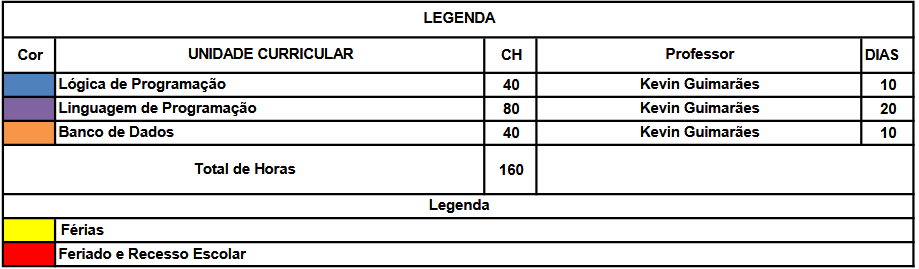 LEGENDA
Cor UNIDADE CURRICULAR CH Professor DIAS
Lógica de Programação 40 Kevin Guimarães 10
Linguagem de Programação 80 Kevin Guimarães 20
Banco de Dados 40 Kevin Guimarães 10
Total de Horas 160
Legenda
Férias
Feriado e Recesso Escolar